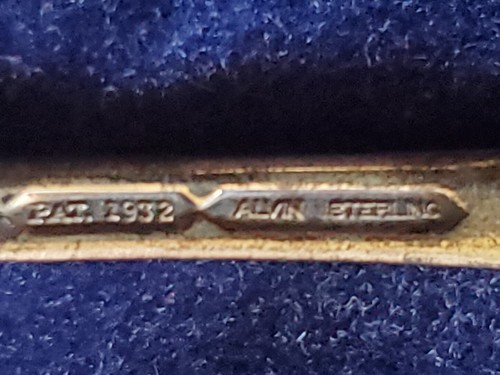 PAT. 1932 ALVIN STERLING